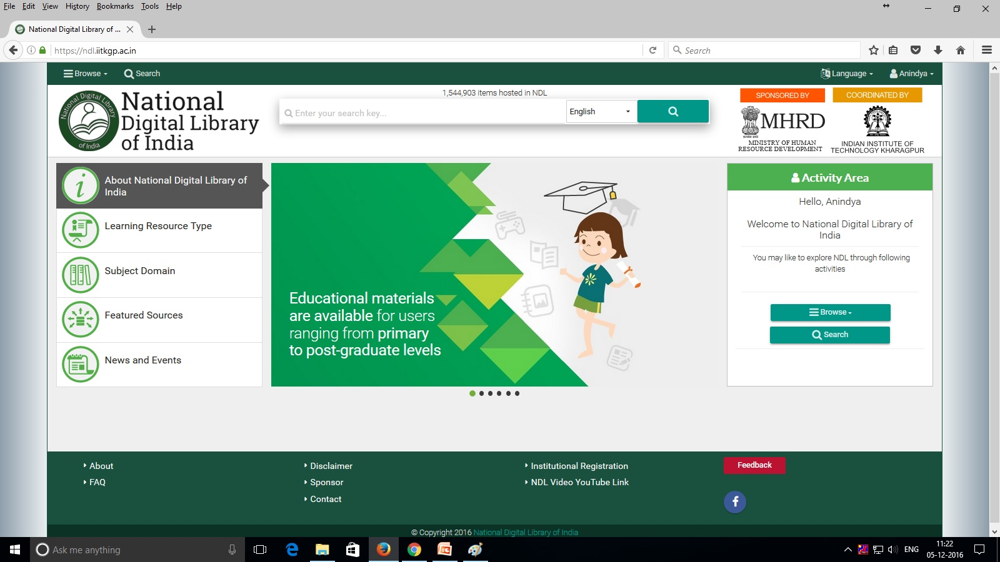 File Edit View History Bookmarks Tools Help
National Digital Library of ...
https://ndl.iitkgp.ac.in
Search
Browse
Search
Language
Anindya
National Digital Library of India
National
Digital Library
of India
1,544,903 items hosted in NDL
Enter your search key...
English
SPONSORED BY
COORDINATED BY
MHRD
MINISTRY OF HUMAN
RESOURCE DEVELOPMENT
INDIAN INSTITUTE OF
TECHNOLOGY KHARAGPUR
About National Digital Library of
India
Learning Resource Type
Subject Domain
Featured Sources
News and Events
Educational materials
are available for users
ranging from primary
to post-graduate levels
Activity Area
Hello, Anindya
Welcome to National Digital Library of
India
You may like to explore NDL through following
activities
Browse
Search
About
FAQ
Disclaimer
Sponsor
Contact
Institutional Registration
NDL Video YouTube Link
Feedback
© Copyright 2016 National Digital Library of India
Ask me anything
ENG
11:22
05-12-2016